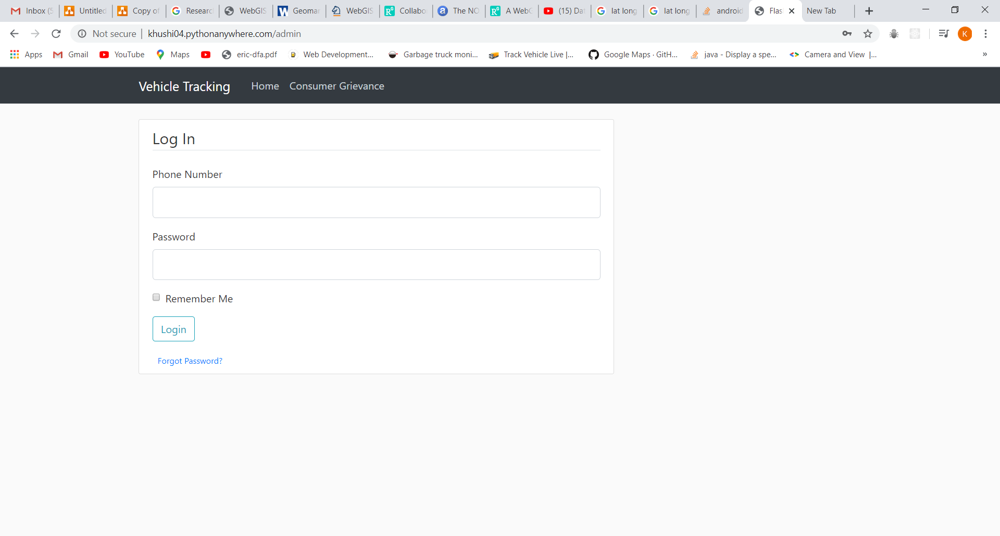 Inbox (5 Untitled Copy of Research WebGIS Geomar WebGIS Collabo The NO A WebG (15) Dat lat long lat long android Flas New Tab
Not secure | khushi04.pythonanywhere.com/admin K
Apps Gmail YouTube Maps eric-dfa.pdf Web Development... Garbage truck moni... Track Vehicle Live |... Google Maps · GitH... java - Display a spe... Camera and View |... »
Vehicle Tracking Home Consumer Grievance
Log In
Phone Number
Password
Remember Me
Login
Forgot Password?